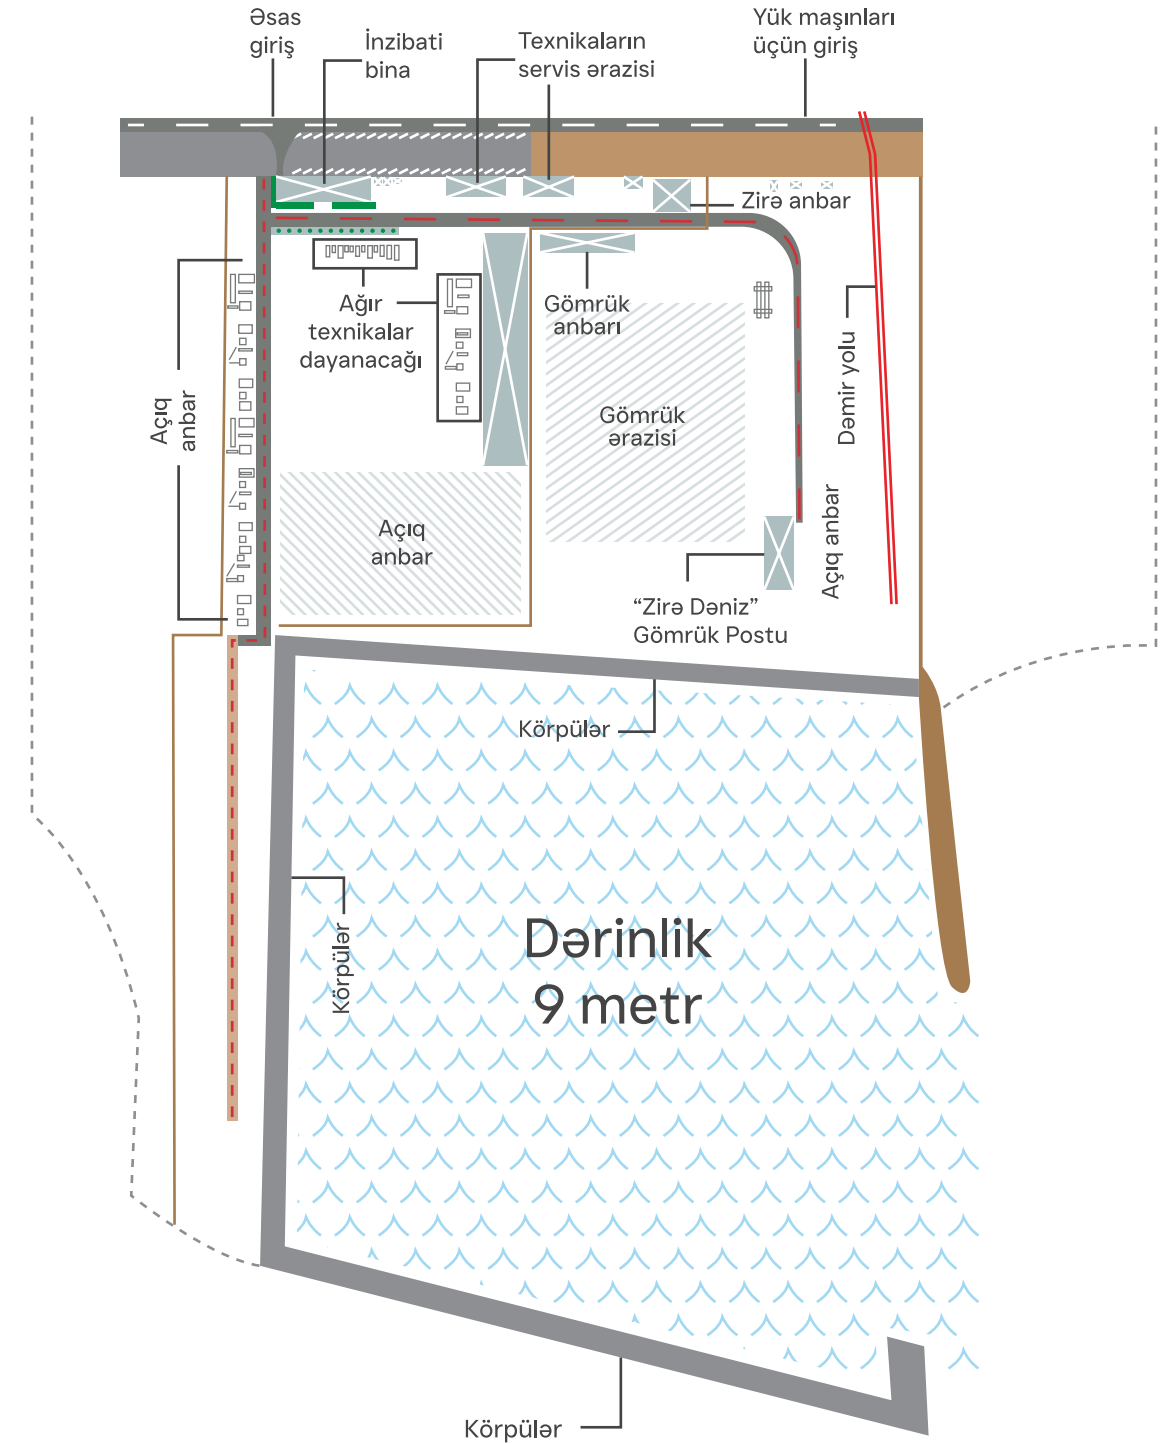 Əsas
giriş
İnzibati
bina
Texnikaların
servis ərazisi
Yük maşınları
üçün giriş
Zirə anbar
Ağır
texnikalar
dayanacağı
Gömrük
anbarı
Dəmir yolu
Açıq
anbar
Gömrük
ərazisi
Açıq
anbar
Açıq anbar
“Zirə Dəniz”
Gömrük Postu
Körpülər
Körpülər
Dərinlik
9 metr
Körpülər